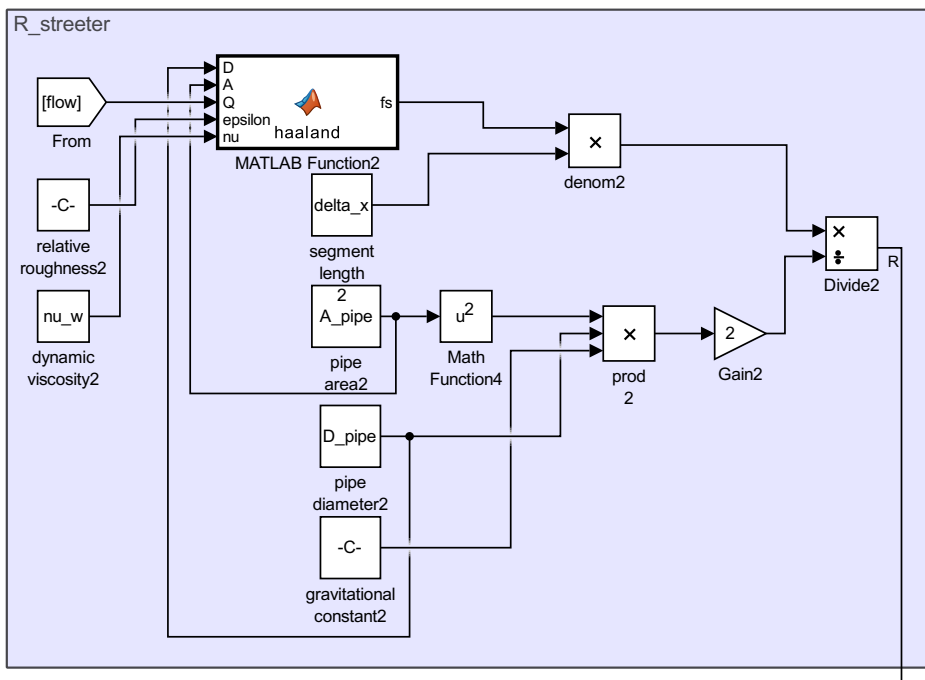 R_streeter
D
A
Q
epsilon
nu
fs
haaland
MATLAB Function2
[flow]
From
×
denom2
-C-
relative
roughness2
delta_x
segment
length
2
×
÷
R
Divide2
nu_w
dynamic
viscosity2
A_pipe
pipe
area2
u²
Math
Function4
×
prod
2
2
Gain2
D_pipe
pipe
diameter2
-C-
gravitational
constant2